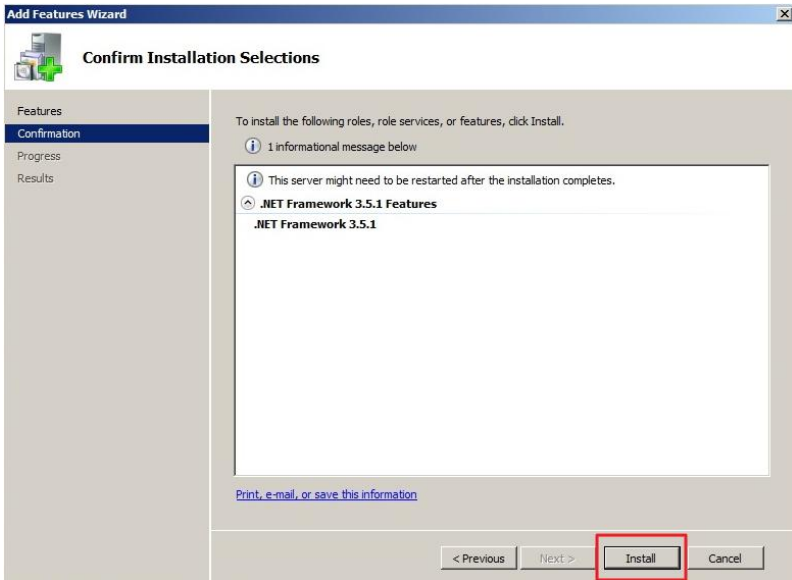 Add Features Wizard
Confirm Installation Selections
Features
Confirmation
Progress
Results
To install the following roles, role services, or features, click Install.
1 informational message below
This server might need to be restarted after the installation completes.
.NET Framework 3.5.1 Features
.NET Framework 3.5.1
Print, e-mail, or save this information
< Previous
Next >
Install
Cancel